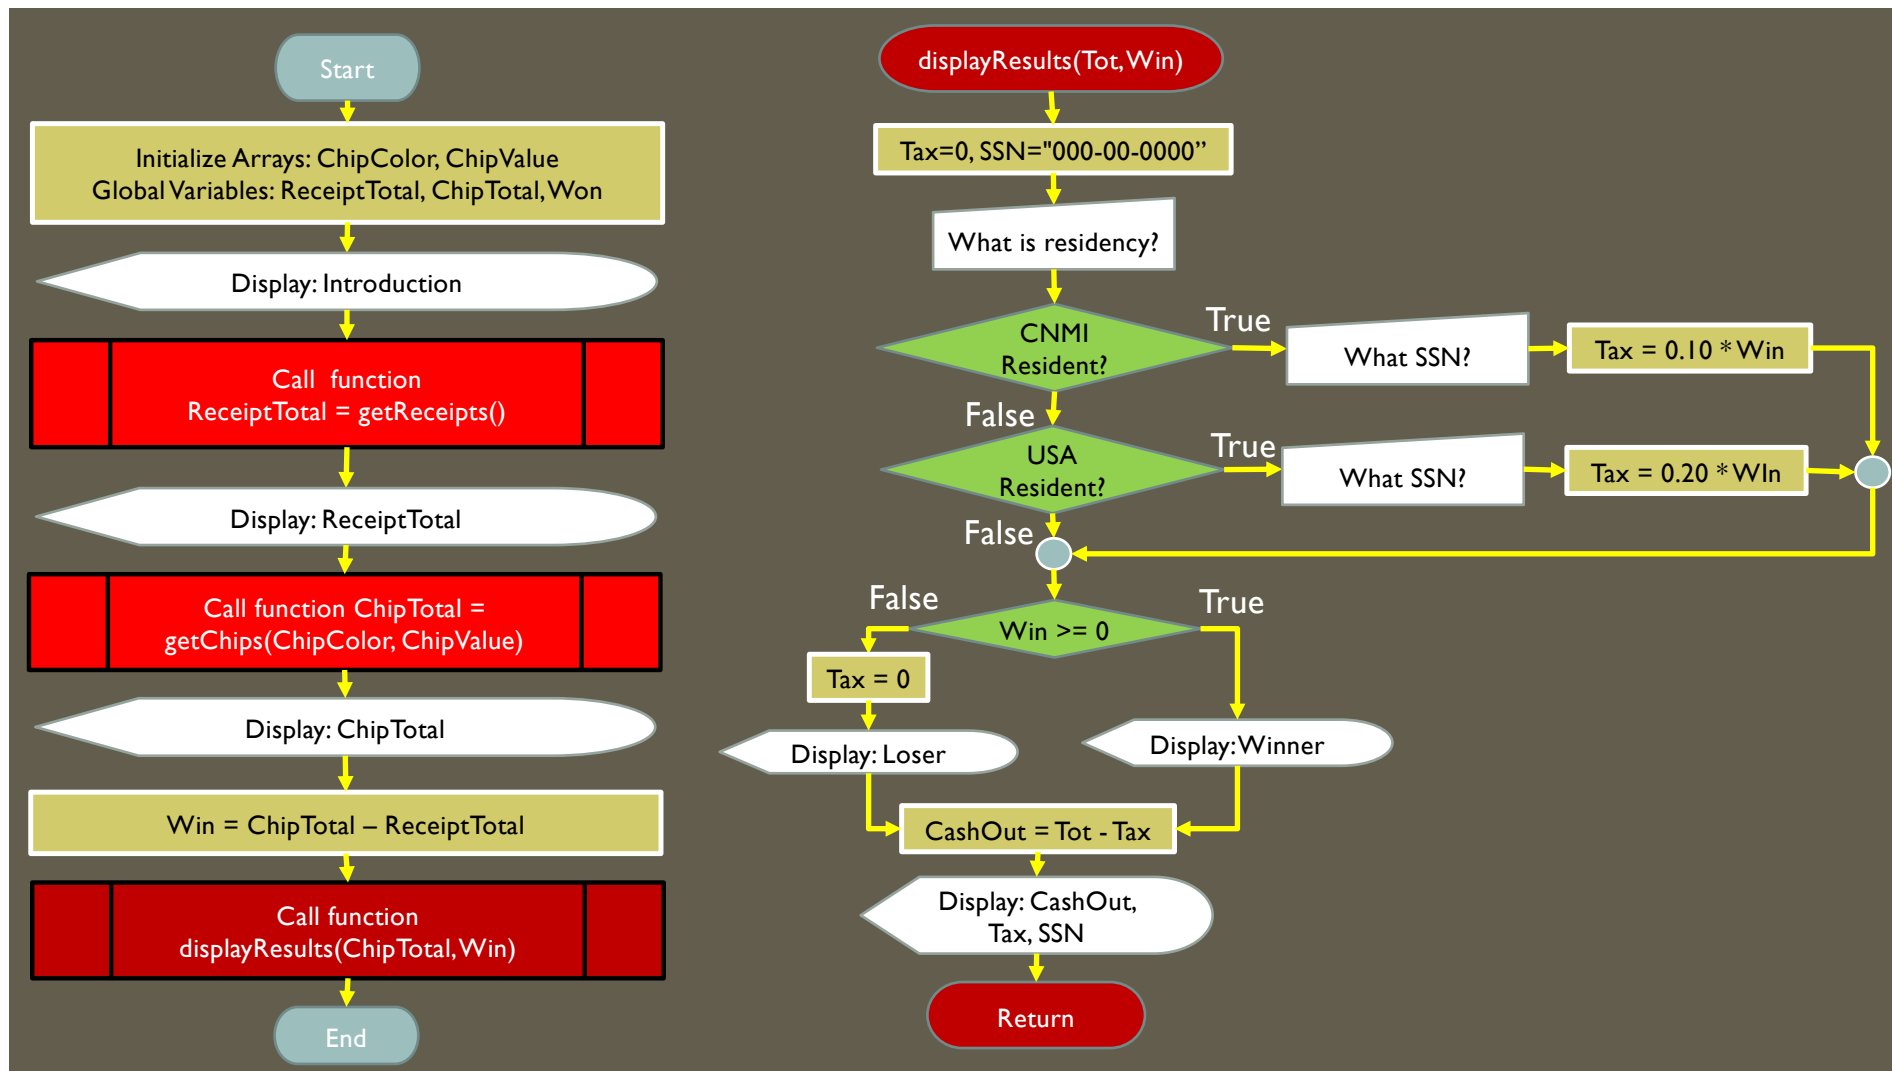 Start
Initialize Arrays: ChipColor, ChipValue
Global Variables: ReceiptTotal, ChipTotal, Won
Display: Introduction
Call function
ReceiptTotal = getReceipts()
Display: ReceiptTotal
Call function ChipTotal =
getChips(ChipColor, ChipValue)
Display: ChipTotal
Win = ChipTotal – ReceiptTotal
Call function
displayResults(ChipTotal, Win)
End
displayResults(Tot, Win)
Tax=0, SSN="000-00-0000”
What is residency?
CNMI
Resident?
True
What SSN?
Tax = 0.10 * Win
False
USA
Resident?
True
What SSN?
Tax = 0.20 * WIn
False
Win >= 0
False
True
Tax = 0
Display: Loser
Display: Winner
CashOut = Tot - Tax
Display: CashOut,
Tax, SSN
Return